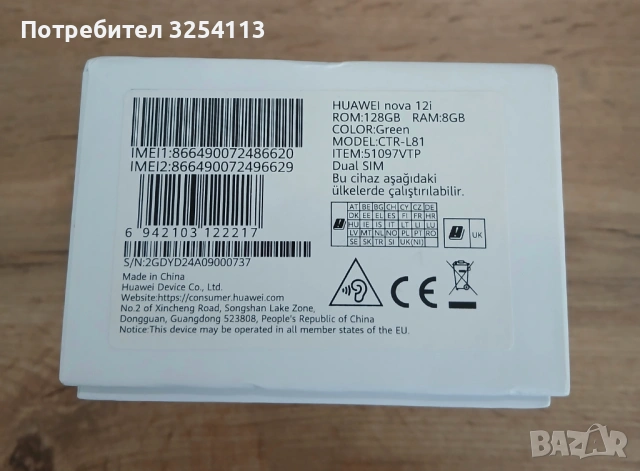 Потребител 3254113
HUAWEI nova 12i
ROM:128GB RAM:8GB
COLOR:Green
MODEL:CTR-L81
ITEM:51097VTP
Dual SIM
Bu cihaz aşağıdaki
ülkelerde çalıştırılabilir.
IMEI1:866490072486620
IMEI2:866490072496629
6 942103 122217
S/N:2GDYD24A09000737
AT BE BG CH CY CZ DE
DK EE EL ES FI FR HR
HU IE IS IT LI LT LU
LV MT NL NO PL PT RO
SE SK TR SI UK(NI)
UK
Made in China
Huawei Device Co., Ltd.
Website:https://consumer.huawei.com
No.2 of Xincheng Road, Songshan Lake Zone,
Dongguan, Guangdong 523808, People's Republic of China
Notice:This device may be operated in all member states of the EU.
CE
BAZAR
bg